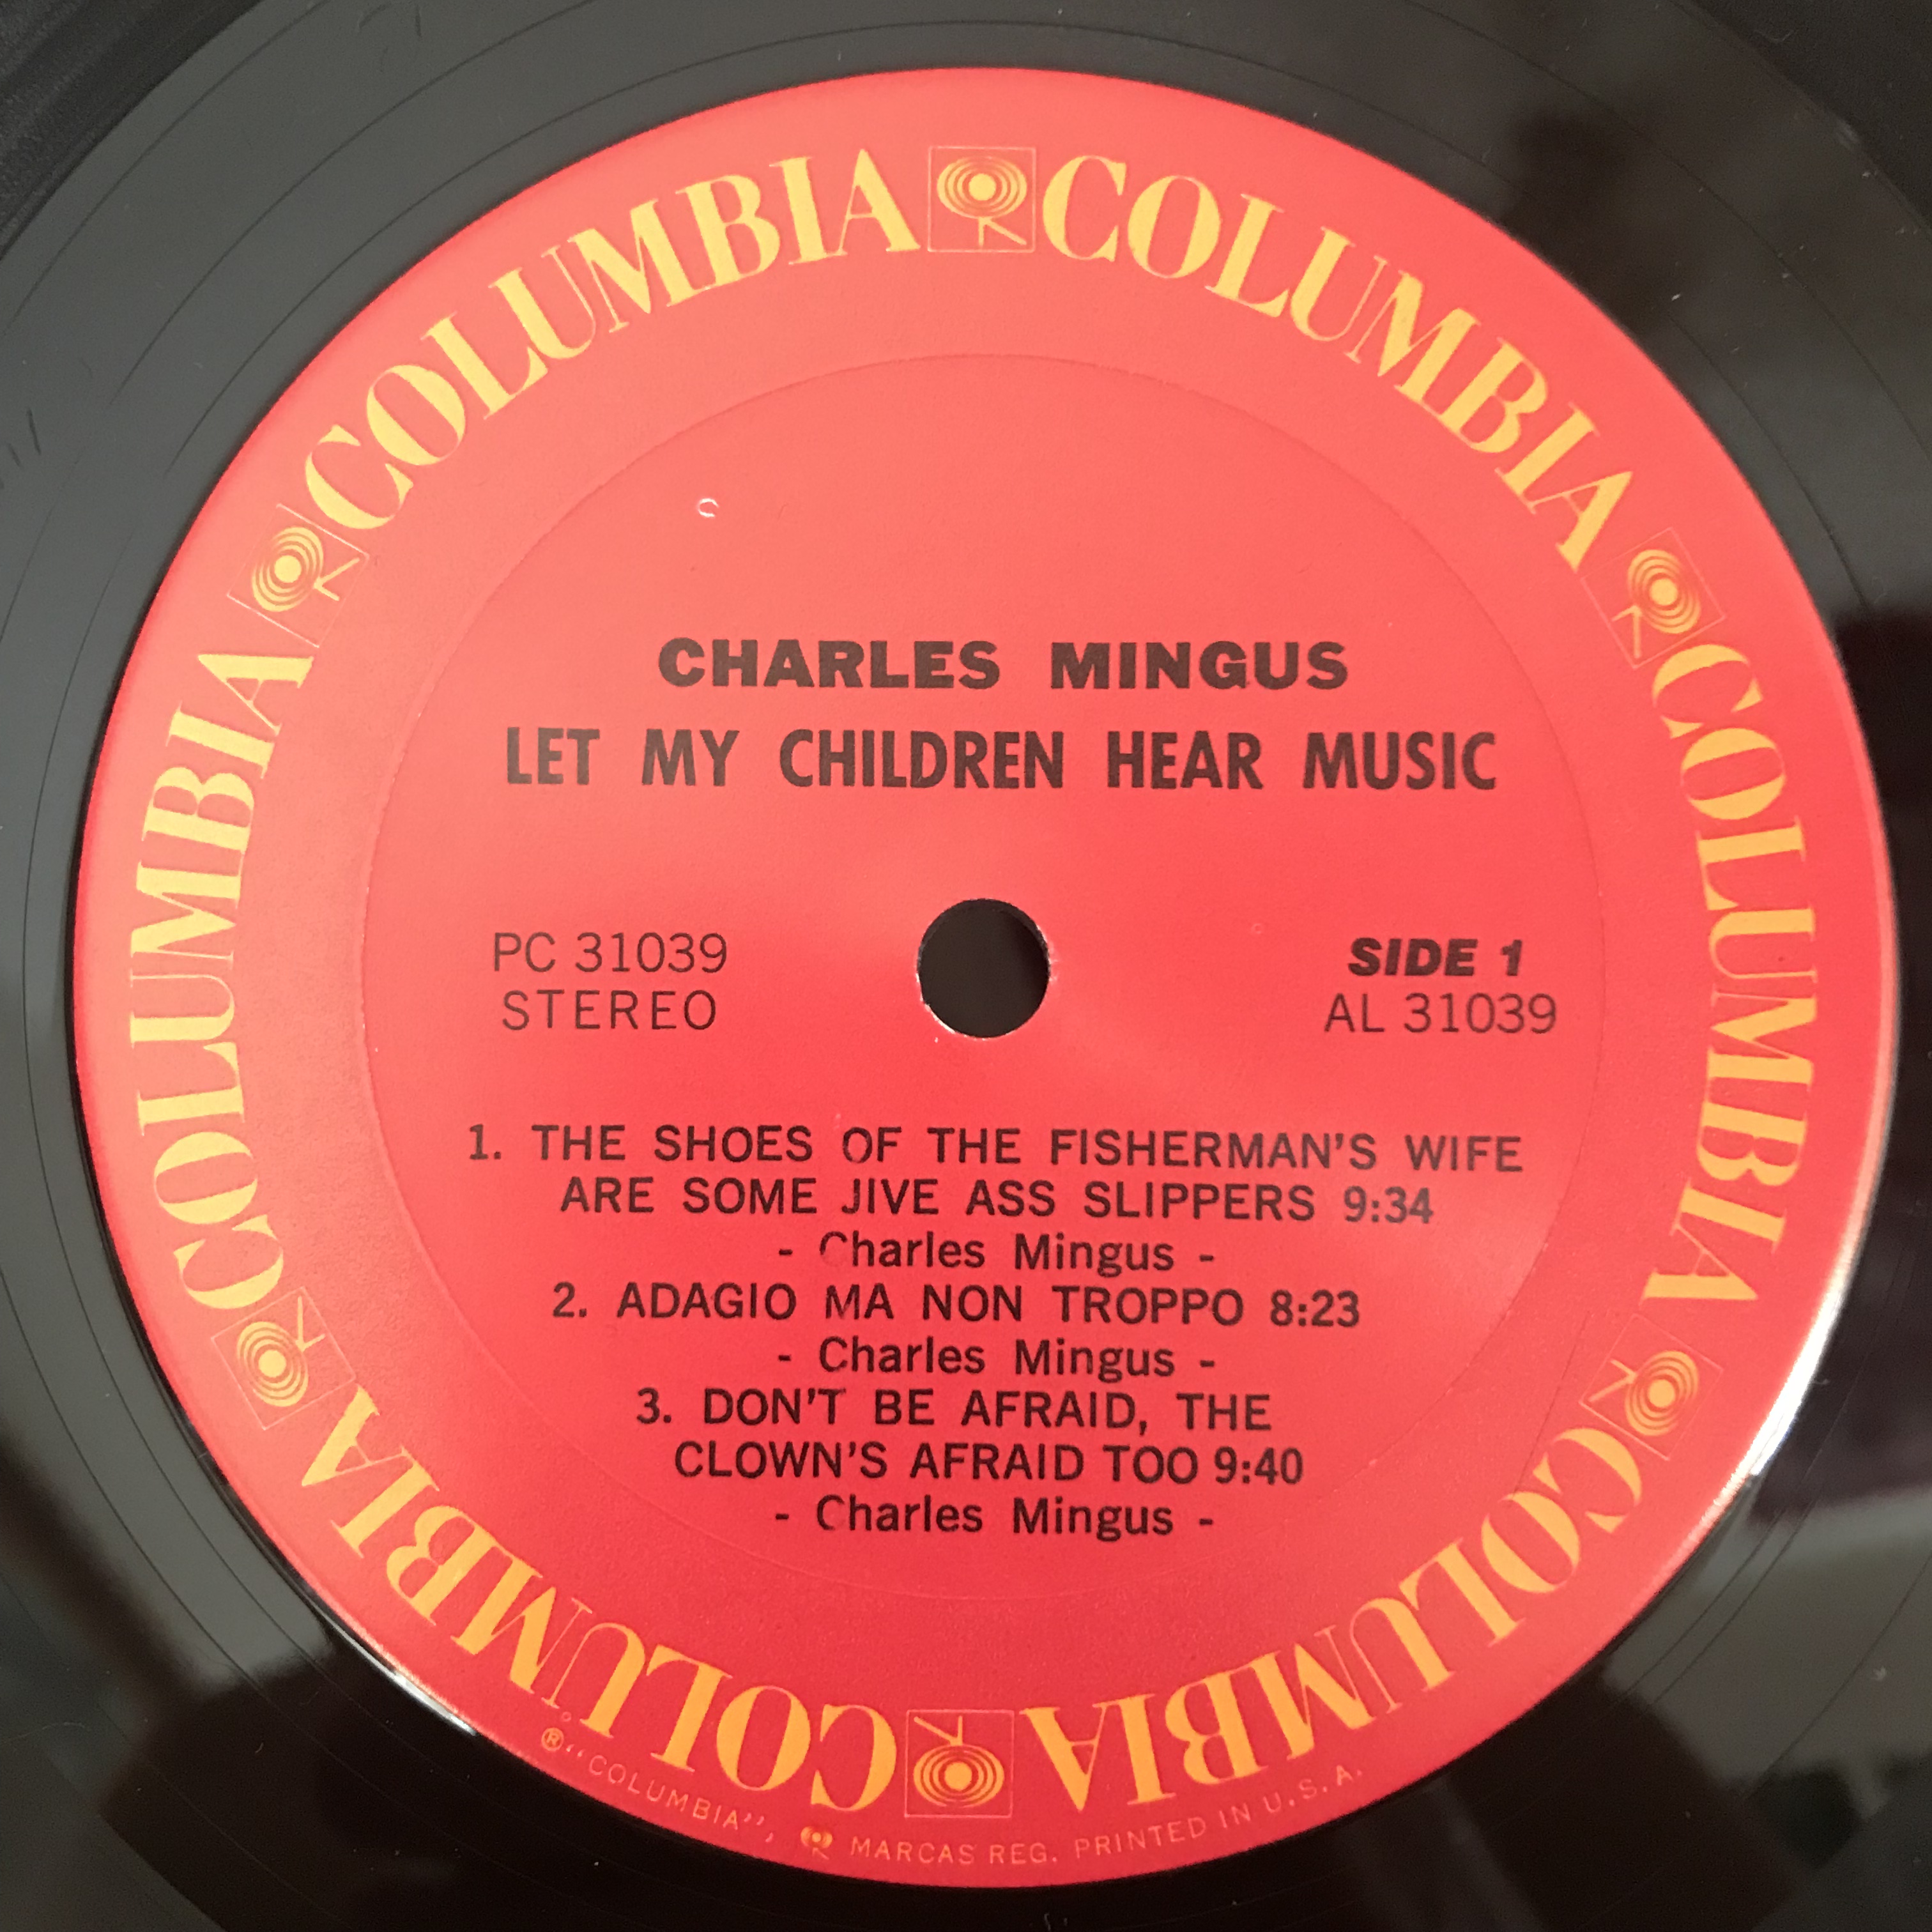 COLUMBIA COLUMBIA COLUMBIA COLUMBIA COLUMBIA COLUMBIA
CHARLES MINGUS
LET MY CHILDREN HEAR MUSIC
PC 31039
STEREO
SIDE 1
AL 31039
1. THE SHOES OF THE FISHERMAN'S WIFE
ARE SOME JIVE ASS SLIPPERS 9:34
- Charles Mingus -
2. ADAGIO MA NON TROPPO 8:23
- Charles Mingus -
3. DON'T BE AFRAID, THE
CLOWN'S AFRAID TOO 9:40
- Charles Mingus -
® "COLUMBIA", MARCAS REG. PRINTED IN U.S.A.